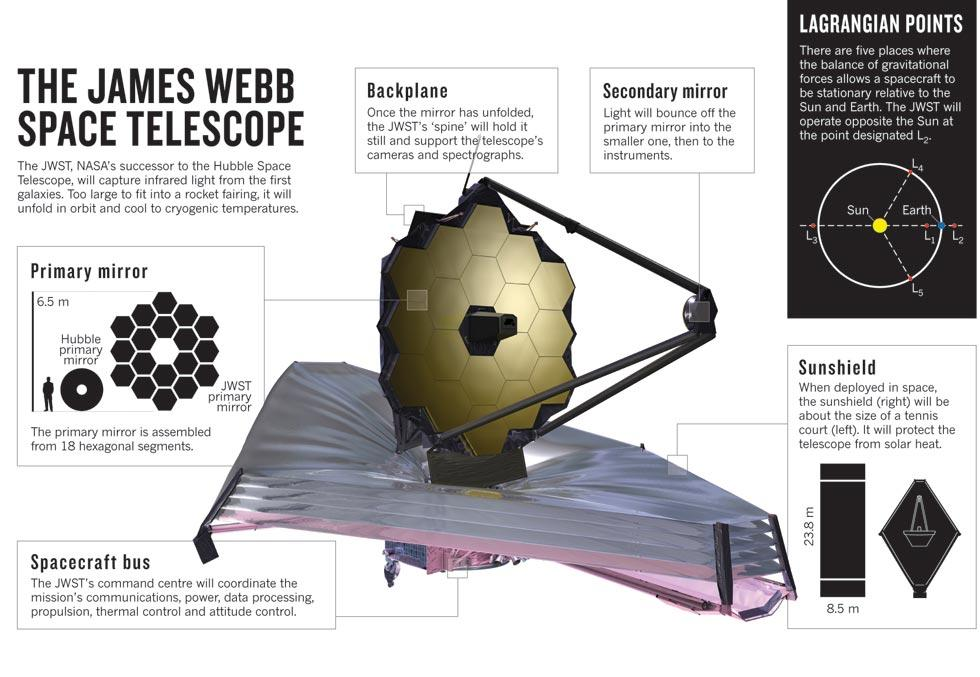 THE JAMES WEBB
SPACE TELESCOPE
The JWST, NASA's successor to the Hubble Space
Telescope, will capture infrared light from the first
galaxies. Too large to fit into a rocket fairing, it will
unfold in orbit and cool to cryogenic temperatures.
Primary mirror
6.5 m
Hubble
primary
mirror
JWST
primary
mirror
The primary mirror is assembled
from 18 hexagonal segments.
Spacecraft bus
The JWST's command centre will coordinate the
mission's communications, power, data processing,
propulsion, thermal control and attitude control.
Backplane
Once the mirror has unfolded,
the JWST's 'spine' will hold it
still and support the telescope's
cameras and spectrographs.
Secondary mirror
Light will bounce off the
primary mirror into the
smaller one, then to the
instruments.
LAGRANGIAN POINTS
There are five places where
the balance of gravitational
forces allows a spacecraft to
be stationary relative to the
Sun and Earth. The JWST will
operate opposite the Sun at
the point designated L₂.
L₄
Sun
Earth
L₃
L₁
L₂
L₅
Sunshield
When deployed in space,
the sunshield (right) will be
about the size of a tennis
court (left). It will protect the
telescope from solar heat.
23.8 m
8.5 m